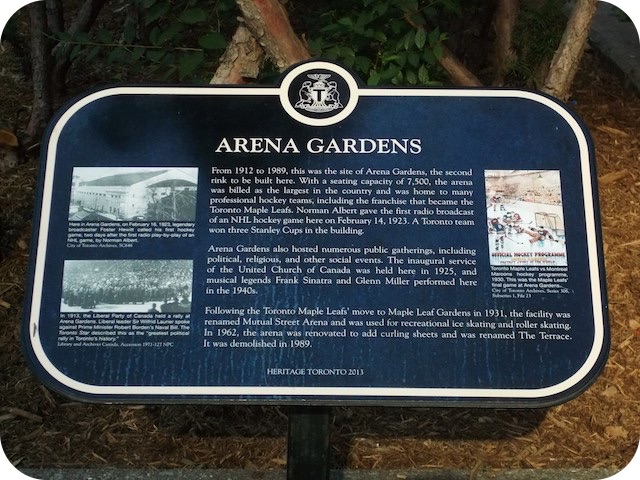 T
ARENA GARDENS
From 1912 to 1989, this was the site of Arena Gardens, the second
rink to be built here. With a seating capacity of 7,500, the arena
was billed as the largest in the country and was home to many
professional hockey teams, including the franchise that became the
Toronto Maple Leafs. Norman Albert gave the first radio broadcast
of an NHL hockey game here on February 14, 1923. A Toronto team
won three Stanley Cups in the building.
Arena Gardens also hosted numerous public gatherings, including
political, religious, and other social events. The inaugural service
of the United Church of Canada was held here in 1925, and
musical legends Frank Sinatra and Glenn Miller performed here
in the 1940s.
Following the Toronto Maple Leafs' move to Maple Leaf Gardens in 1931, the facility was
renamed Mutual Street Arena and was used for recreational ice skating and roller skating.
In 1962, the arena was renovated to add curling sheets and was renamed The Terrace.
It was demolished in 1989.
HERITAGE TORONTO 2013
Here in Arena Gardens, on February 16, 1923, legendary
broadcaster Foster Hewitt called his first hockey
game, two days after the first radio play-by-play of an
NHL game, by Norman Albert.
City of Toronto Archives,
In 1913, the Liberal Party of Canada held a rally at
Arena Gardens. Liberal leader Sir Wilfrid Laurier spoke
against Prime Minister Robert Borden's Naval Bill. The
Toronto Star described this as the "greatest political
rally in Toronto's history."
Library and Archives Canada, Accession 1971-127 NPC
OFFICIAL HOCKEY PROGRAMME
Toronto Maple Leafs vs. Montreal
Maroons hockey programme,
1930. This was the Maple Leafs'
final game at Arena Gardens.
City of Toronto Archives, Series 306,
Subseries 1, File 23